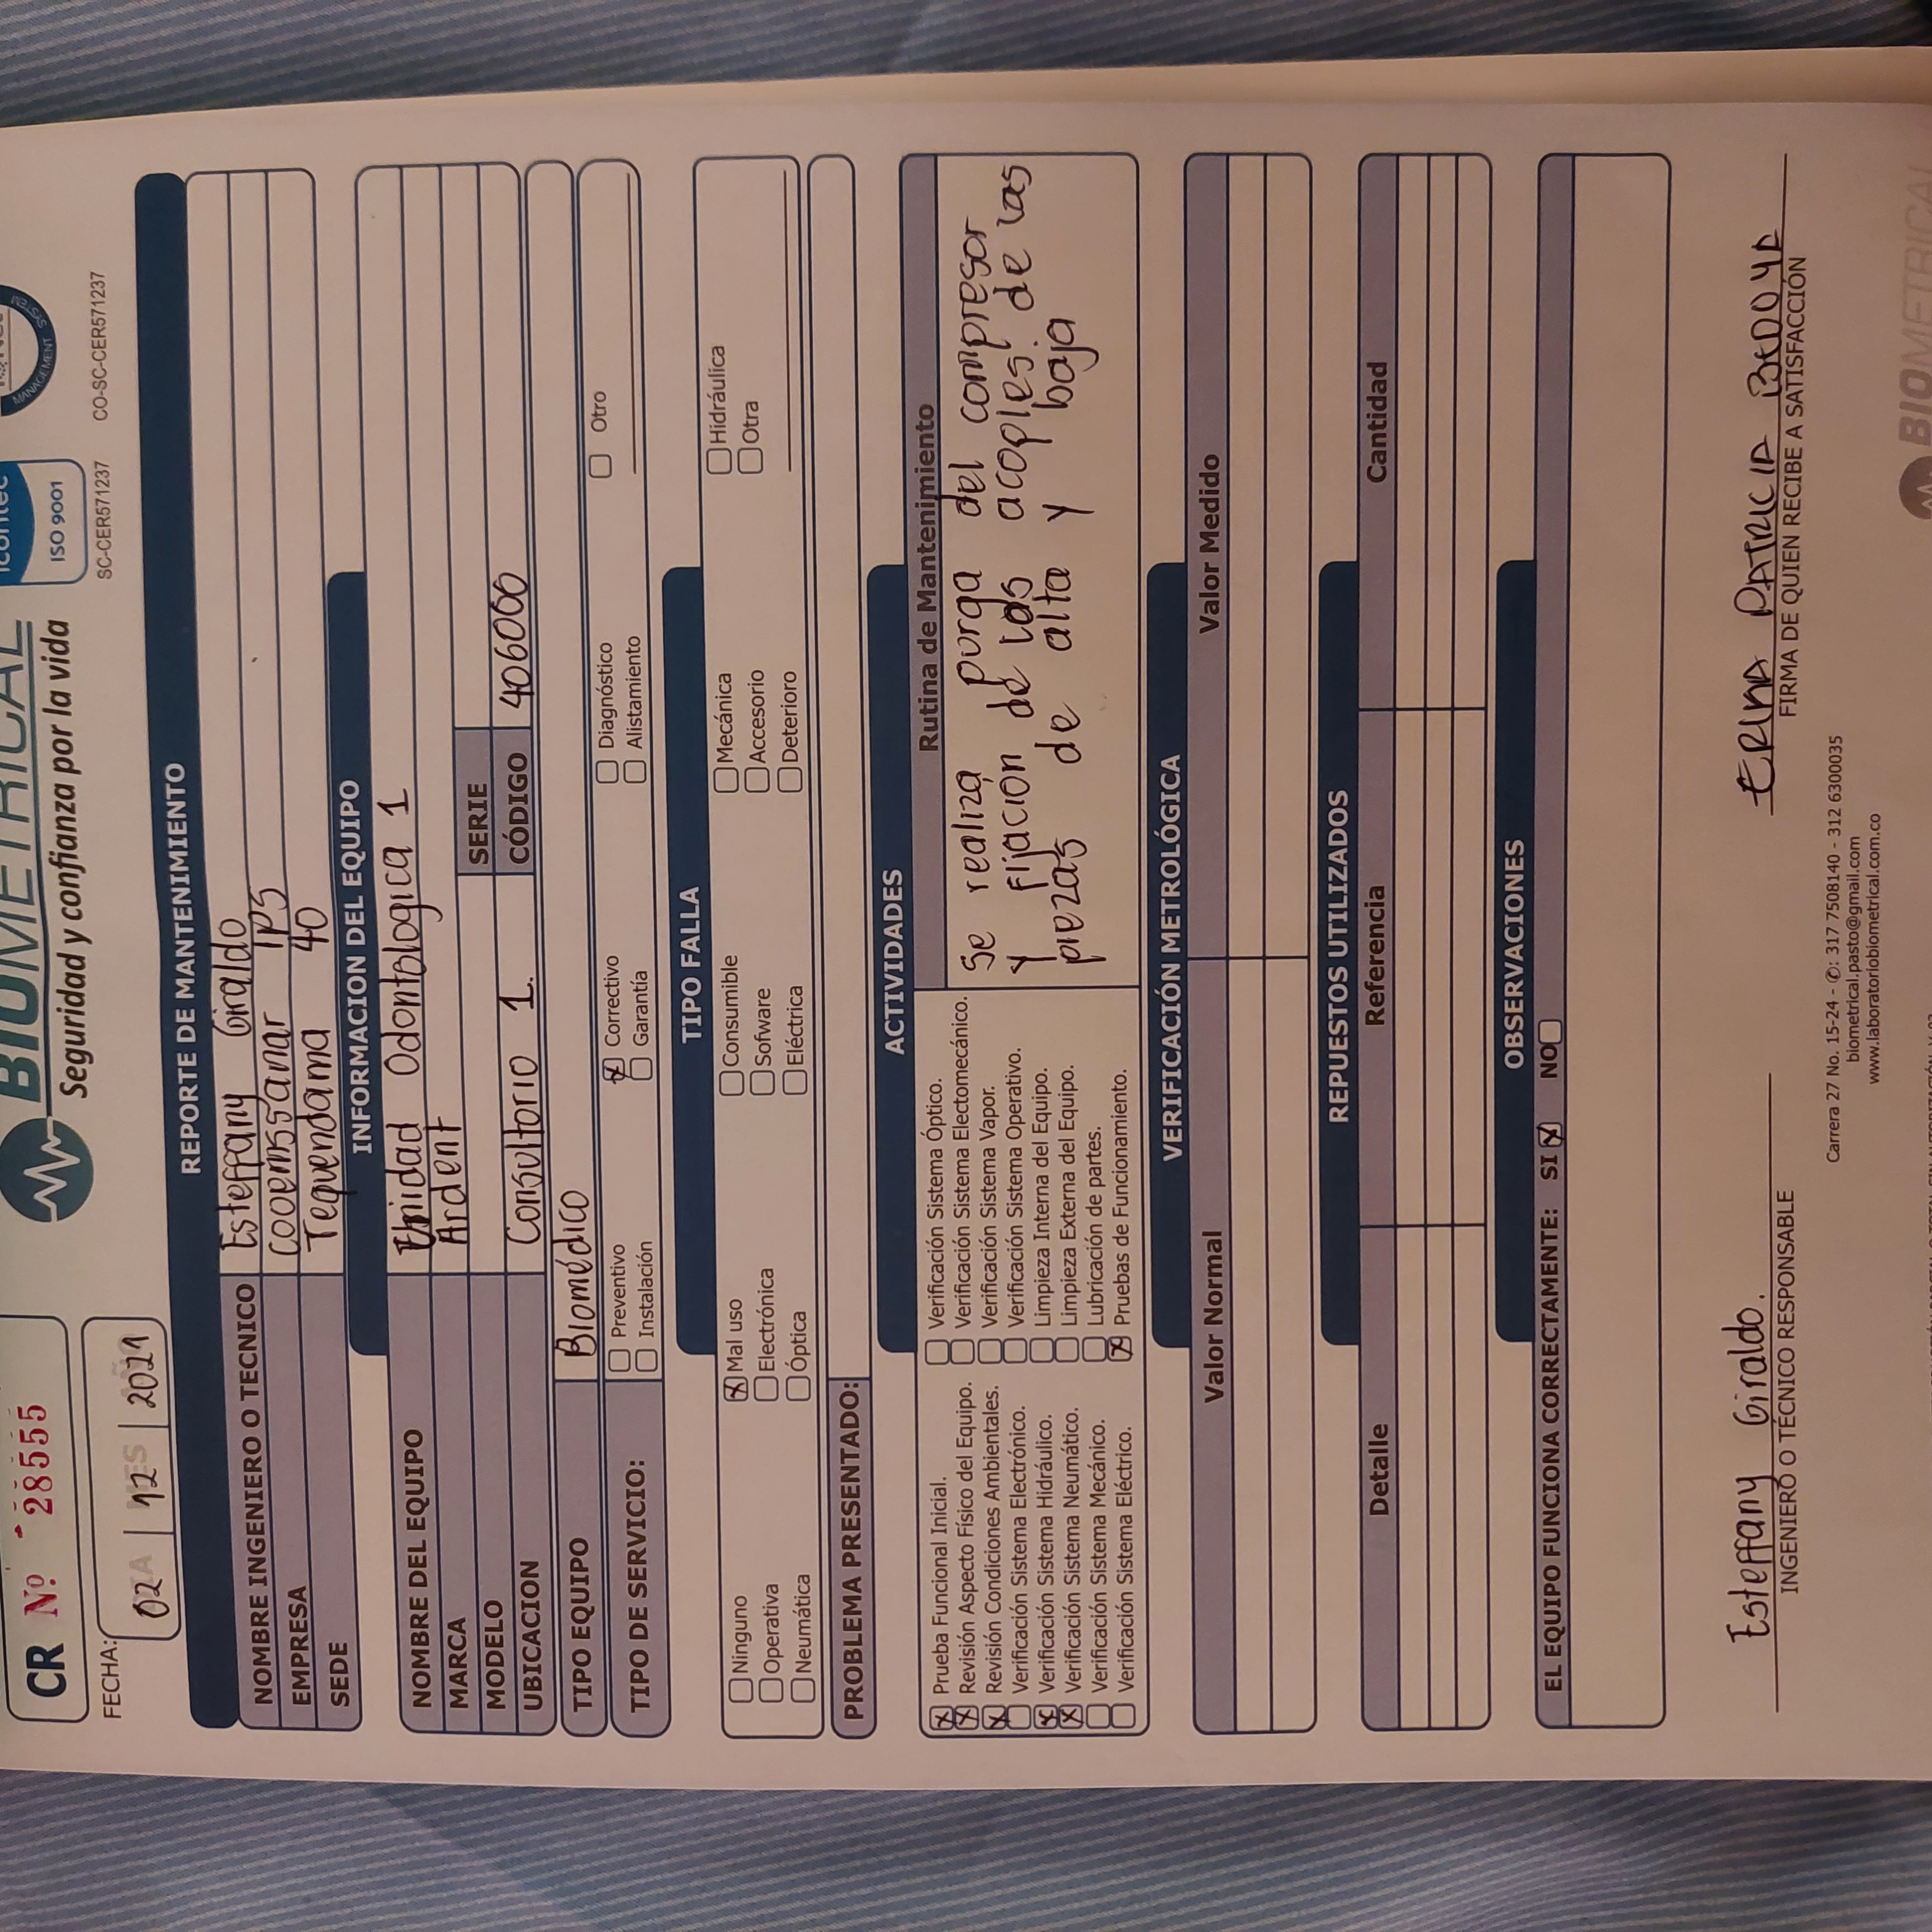 CR Nº 28555
BIOMETRICAL
Seguridad y confianza por la vida
icontec
ISO 9001
SC-CER571237
MANAGEMENT SYSTEM
CO-SC-CER571237
FECHA:
DIA MES AÑO
02 | 12 | 2021
REPORTE DE MANTENIMIENTO
NOMBRE INGENIERO O TECNICO Esteffany Giraldo
EMPRESA cooemssanar IPS
SEDE Tequendama 40
INFORMACION DEL EQUIPO
NOMBRE DEL EQUIPO Unidad Odontologica 1
MARCA Ardent
MODELO SERIE
UBICACION Consultorio 1. CÓDIGO 406000
TIPO EQUIPO Biomédico
TIPO DE SERVICIO:
Preventivo Correctivo Diagnóstico Otro
Instalación Garantía Alistamiento
TIPO FALLA
Ninguno Mal uso Consumible Mecánica Hidráulica
Operativa Electrónica Sofware Accesorio Otra
Neumática Óptica Eléctrica Deterioro
PROBLEMA PRESENTADO:
ACTIVIDADES
Prueba Funcional Inicial.
Revisión Aspecto Físico del Equipo.
Revisión Condiciones Ambientales.
Verificación Sistema Electrónico.
Verificación Sistema Hidráulico.
Verificación Sistema Neumático.
Verificación Sistema Mecánico.
Verificación Sistema Eléctrico.
Verificación Sistema Óptico.
Verificación Sistema Electomecánico.
Verificación Sistema Vapor.
Verificación Sistema Operativo.
Limpieza Interna del Equipo.
Limpieza Externa del Equipo.
Lubricación de partes.
Pruebas de Funcionamiento.
Rutina de Mantenimiento
Se realiza purga del compresor
y fijación de los acoples. de las
piezas de alta y baja
VERIFICACIÓN METROLÓGICA
Valor Normal Valor Medido
REPUESTOS UTILIZADOS
Detalle Referencia Cantidad
OBSERVACIONES
EL EQUIPO FUNCIONA CORRECTAMENTE: SI NO
Esteffany Giraldo.
INGENIERO O TÉCNICO RESPONSABLE
ERIKA PATRICIA BEDOYA
FIRMA DE QUIEN RECIBE A SATISFACCIÓN
Carrera 27 No. 15-24 - ✆: 317 7508140 - 312 6300035
biometrical.pasto@gmail.com
www.laboratoriobiometrical.com.co
BIOMETRICAL